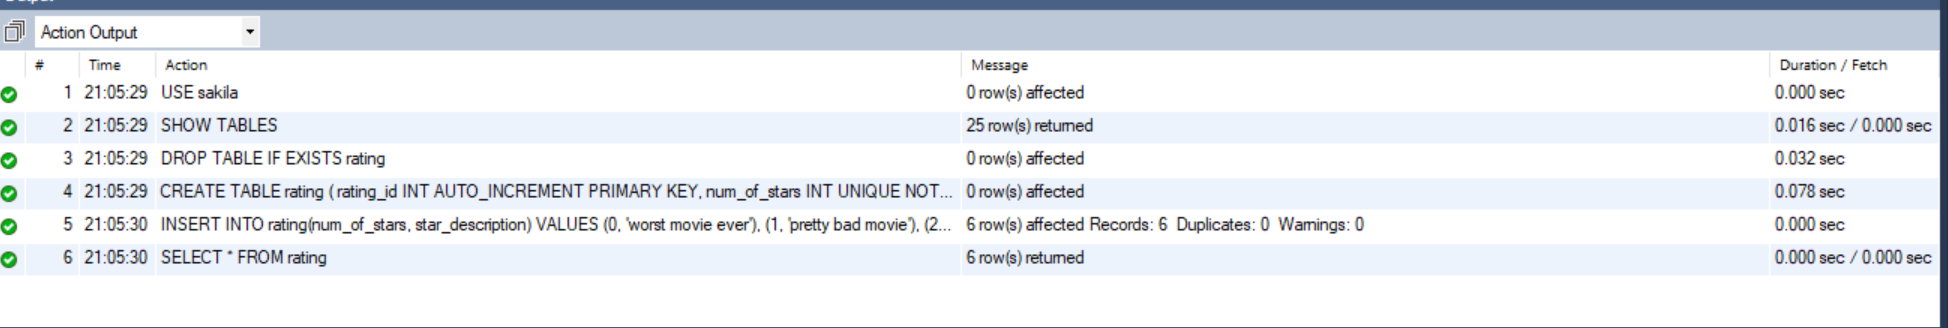 Action Output
# Time Action Message Duration / Fetch
1 21:05:29 USE sakila 0 row(s) affected 0.000 sec
2 21:05:29 SHOW TABLES 25 row(s) returned 0.016 sec / 0.000 sec
3 21:05:29 DROP TABLE IF EXISTS rating 0 row(s) affected 0.032 sec
4 21:05:29 CREATE TABLE rating ( rating_id INT AUTO_INCREMENT PRIMARY KEY, num_of_stars INT UNIQUE NOT... 0 row(s) affected 0.078 sec
5 21:05:30 INSERT INTO rating(num_of_stars, star_description) VALUES (0, 'worst movie ever'), (1, 'pretty bad movie'), (2... 6 row(s) affected Records: 6 Duplicates: 0 Warnings: 0 0.000 sec
6 21:05:30 SELECT * FROM rating 6 row(s) returned 0.000 sec / 0.000 sec